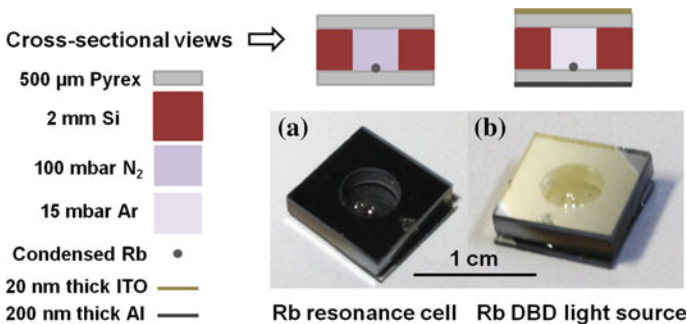 Cross-sectional views
500 µm Pyrex
2 mm Si
100 mbar N₂
15 mbar Ar
Condensed Rb
20 nm thick ITO
200 nm thick Al
(a)
(b)
1 cm
Rb resonance cell
Rb DBD light source